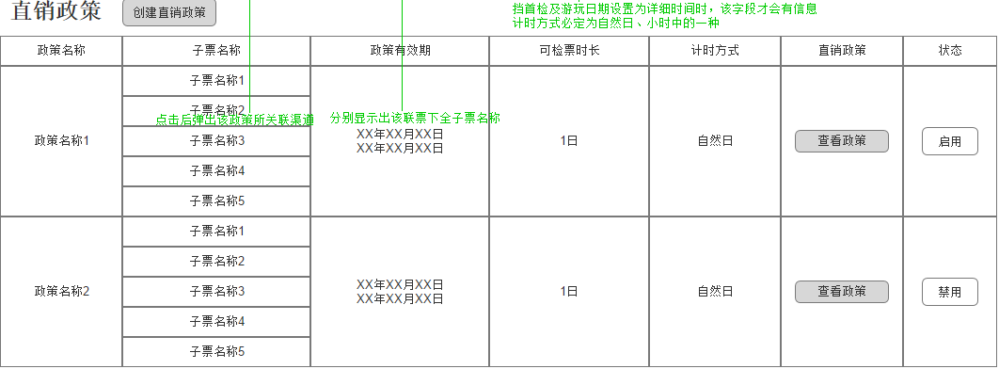 直销政策
创建直销政策
挡首检及游玩日期设置为详细时间时，该字段才会有信息
计时方式必定为自然日、小时中的一种
政策名称 子票名称 政策有效期 可检票时长 计时方式 直销政策 状态
子票名称1
子票名称2
点击后弹出该政策所关联渠道
分别显示出该联票下全子票名称
政策名称1 子票名称3 XX年XX月XX日 1日 自然日 查看政策 启用
XX年XX月XX日
子票名称4
子票名称5
子票名称1
子票名称2
政策名称2 子票名称3 XX年XX月XX日 1日 自然日 查看政策 禁用
XX年XX月XX日
子票名称4
子票名称5